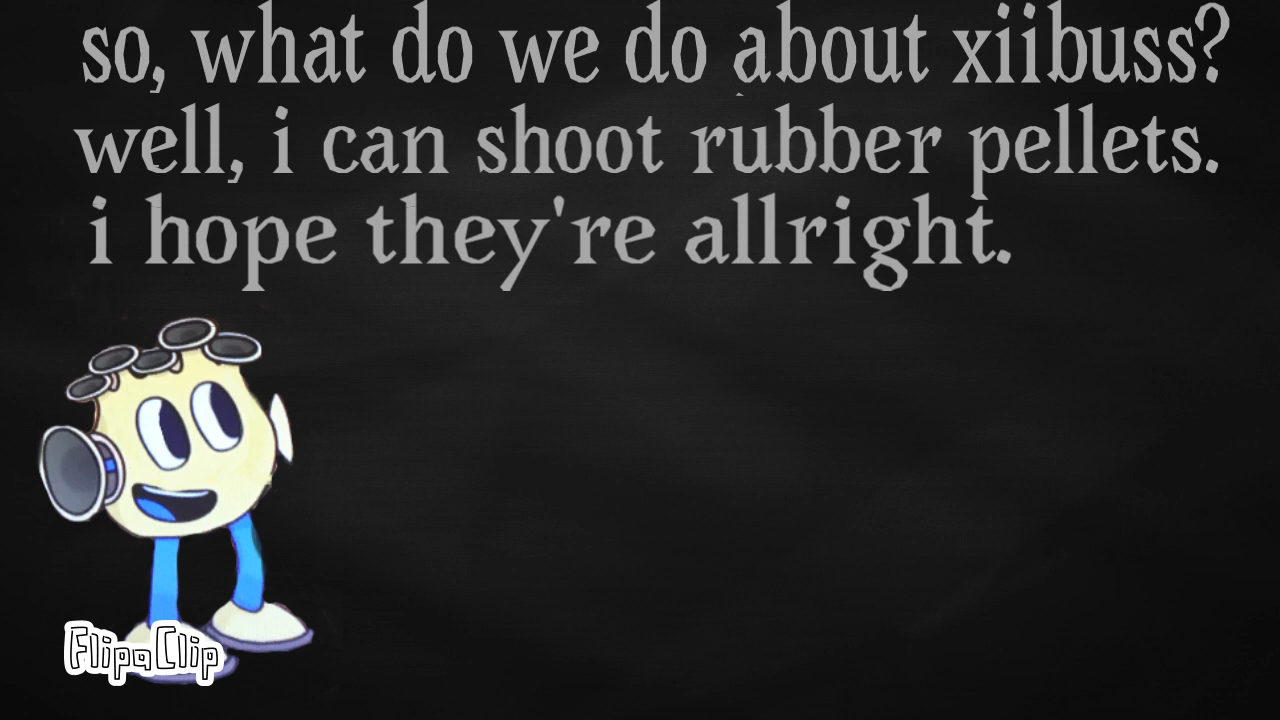 so, what do we do about xiibuss?
well, i can shoot rubber pellets.
i hope they're allright.
FlipaClip